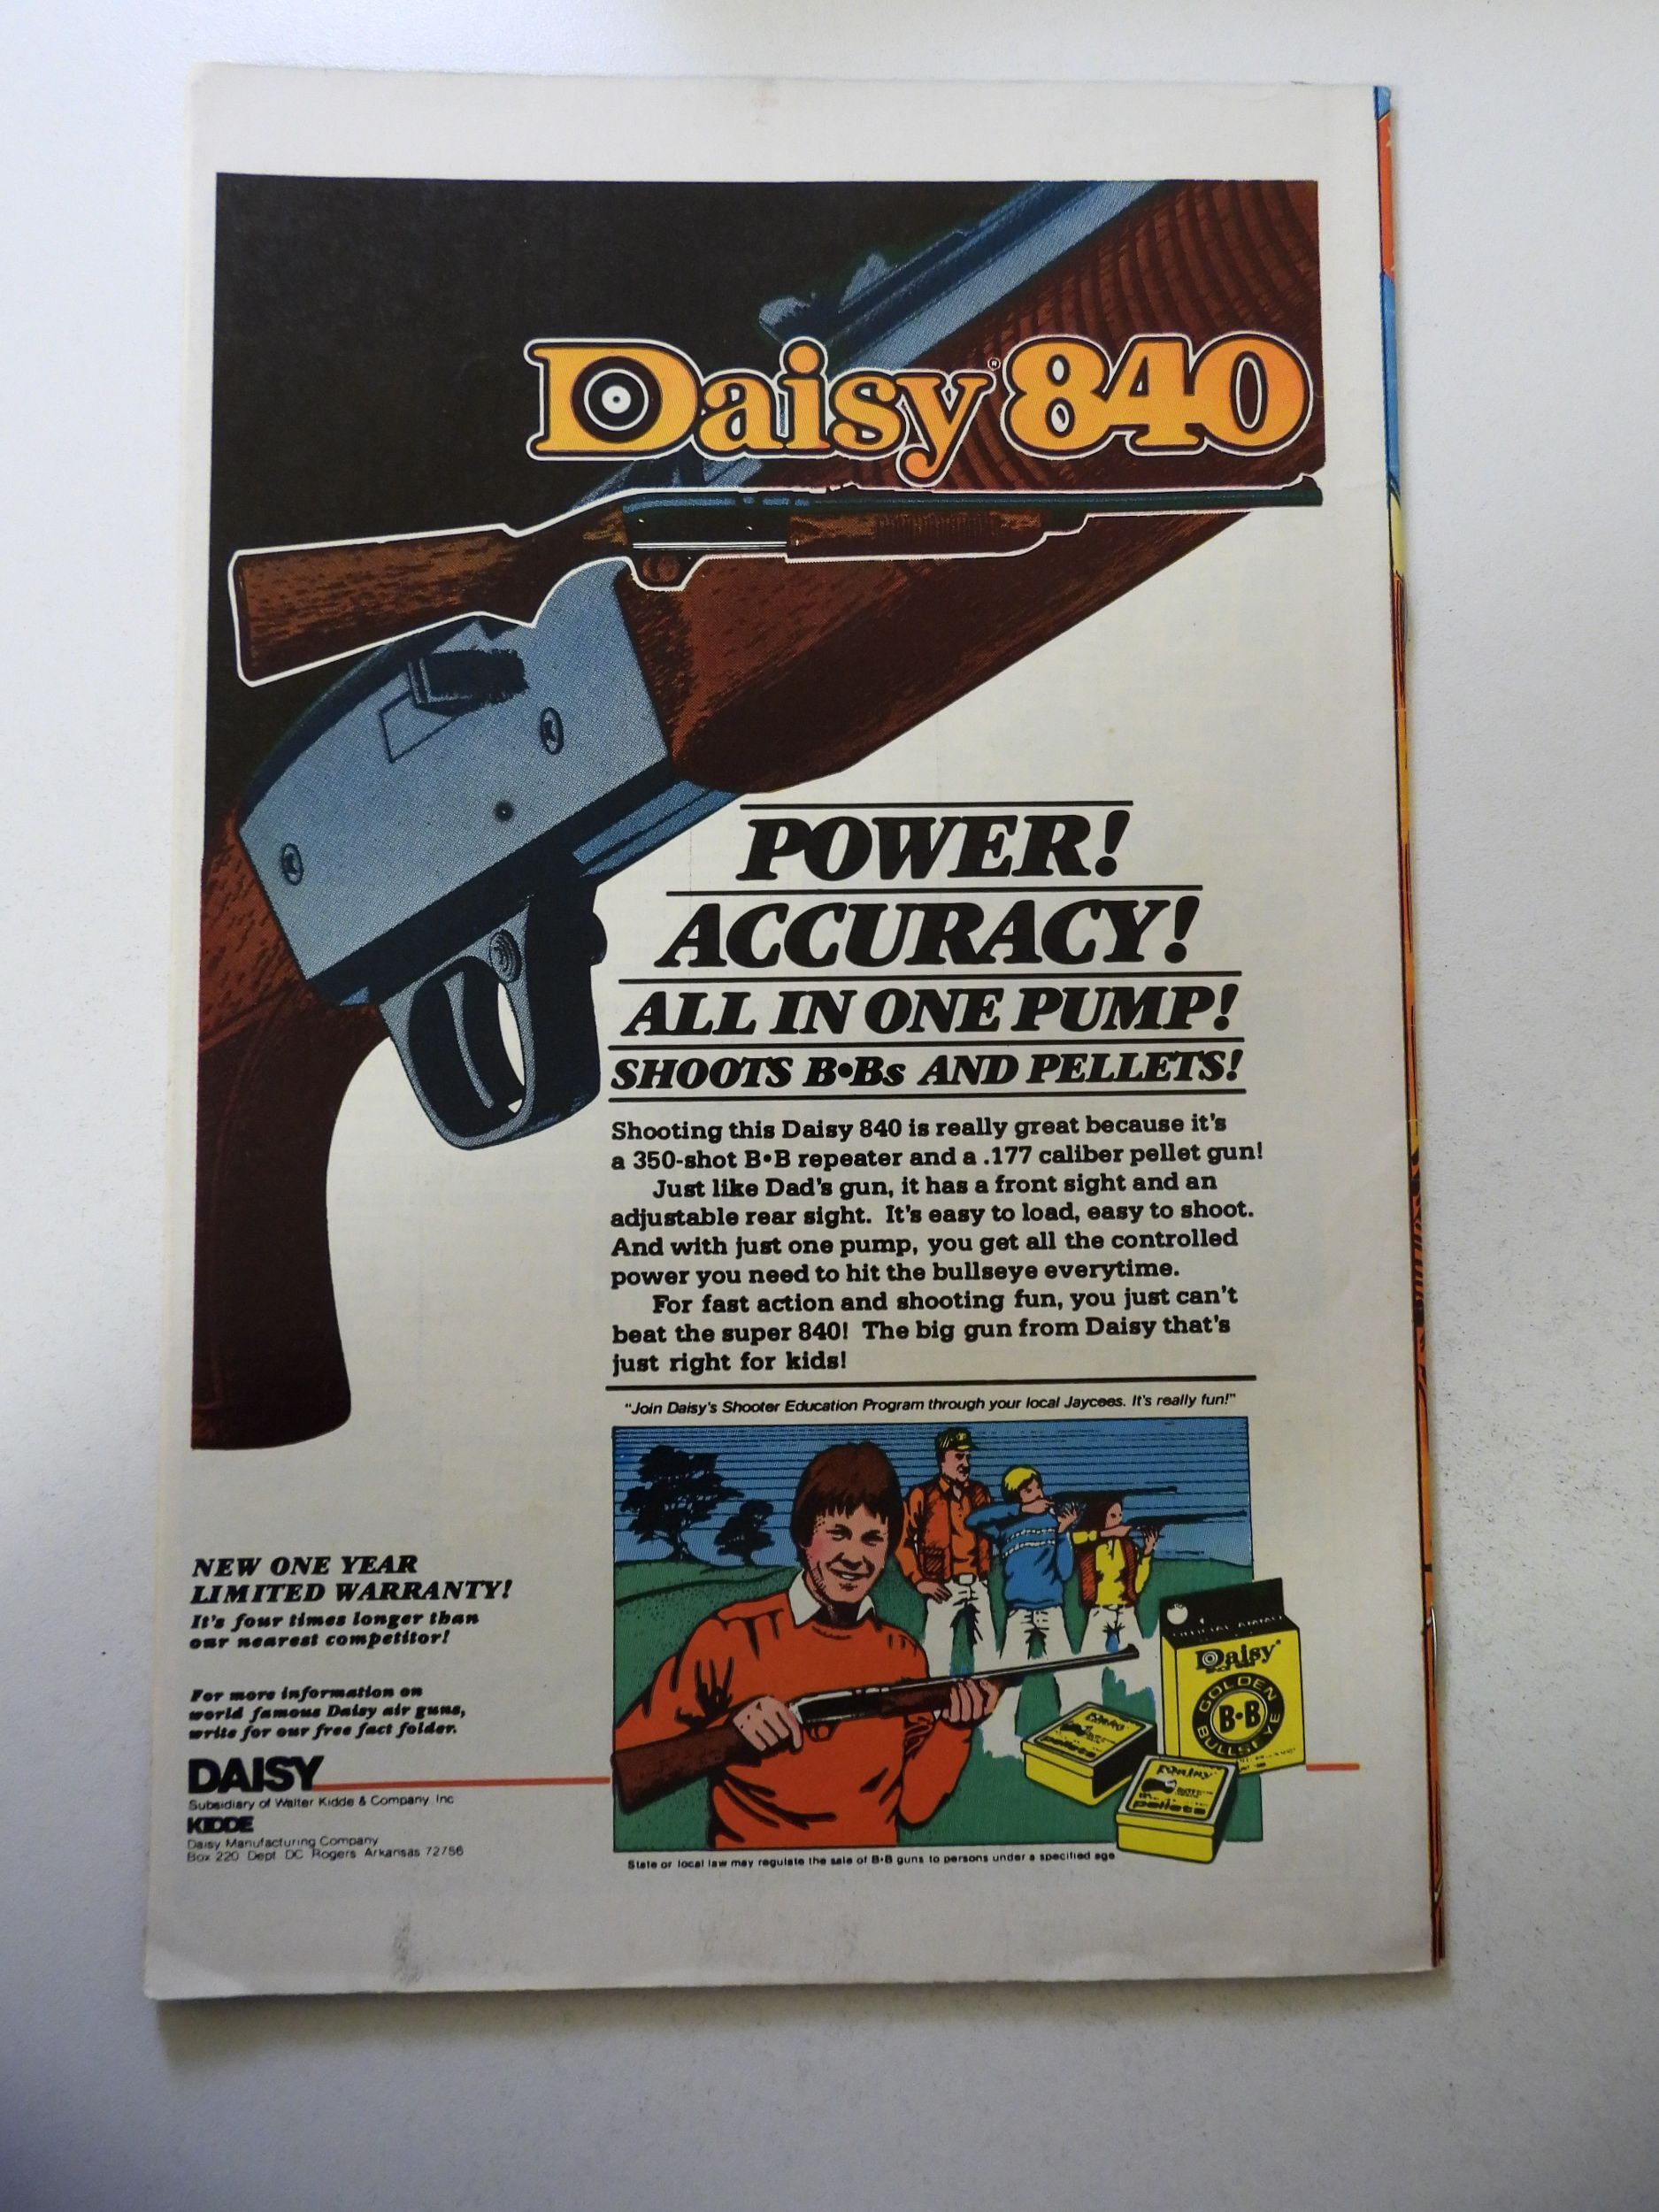 Daisy® 840
POWER!
ACCURACY!
ALL IN ONE PUMP!
SHOOTS B•Bs AND PELLETS!
Shooting this Daisy 840 is really great because it's
a 350-shot B•B repeater and a .177 caliber pellet gun!
Just like Dad's gun, it has a front sight and an
adjustable rear sight. It's easy to load, easy to shoot.
And with just one pump, you get all the controlled
power you need to hit the bullseye everytime.
For fast action and shooting fun, you just can't
beat the super 840! The big gun from Daisy that's
just right for kids!
"Join Daisy's Shooter Education Program through your local Jaycees. It's really fun!"
NEW ONE YEAR
LIMITED WARRANTY!
It's four times longer than
our nearest competitor!
For more information on
world famous Daisy air guns,
write for our free fact folder.
DAISY
Subsidiary of Walter Kidde & Company, Inc
KIDDE
Daisy Manufacturing Company
Box 220 Dept DC Rogers Arkansas 72756
Daisy
GOLDEN
B•B
BULLSEYE
pellets
Daisy
pellets
State or local law may regulate the sale of B•B guns to persons under a specified age